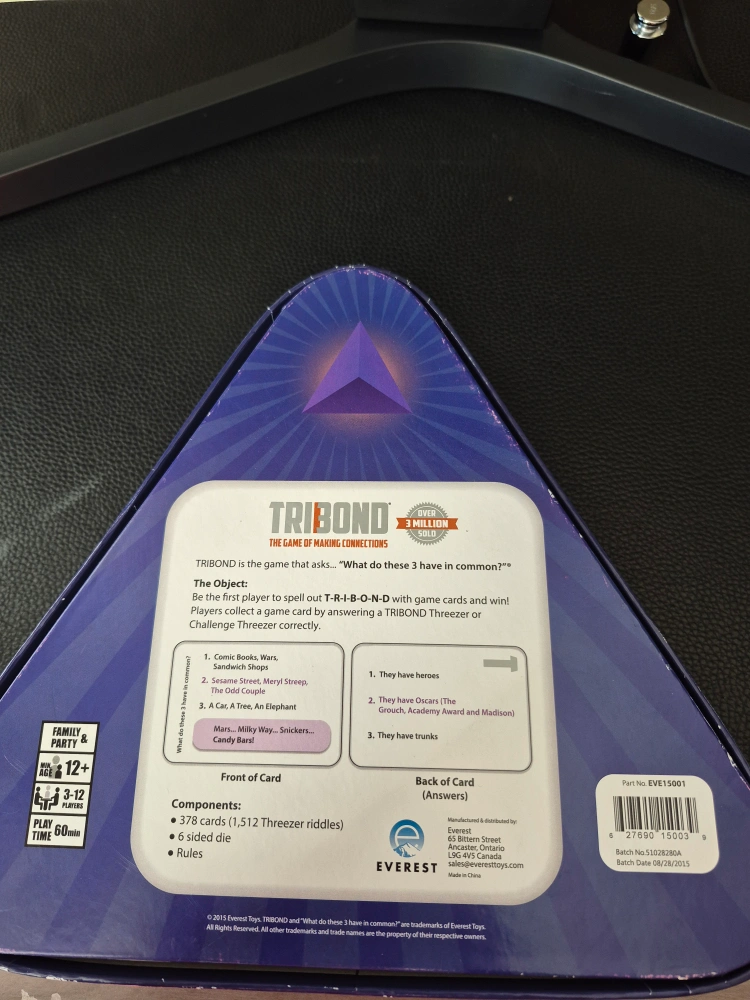 TRIBOND
THE GAME OF MAKING CONNECTIONS
OVER
3 MILLION
SOLD
TRIBOND is the game that asks... "What do these 3 have in common?"®
The Object:
Be the first player to spell out T-R-I-B-O-N-D with game cards and win!
Players collect a game card by answering a TRIBOND Threezer or
Challenge Threezer correctly.
What do these 3 have in common?
1. Comic Books, Wars,
Sandwich Shops
2. Sesame Street, Meryl Streep,
The Odd Couple
3. A Car, A Tree, An Elephant
Mars... Milky Way... Snickers...
Candy Bars!
Front of Card
1. They have heroes
2. They have Oscars (The
Grouch, Academy Award and Madison)
3. They have trunks
Back of Card
(Answers)
Components:
• 378 cards (1,512 Threezer riddles)
• 6 sided die
• Rules
e
EVEREST
Manufactured & distributed by:
Everest
65 Bittern Street
Ancaster, Ontario
L9G 4V5 Canada
sales@everesttoys.com
Made in China
FAMILY &
PARTY
MIN.
AGE 12+
3-12
PLAYERS
PLAY
TIME 60min
Part No. EVE15001
6 27690 15003 9
Batch No.51028280A
Batch Date 08/28/2015
© 2015 Everest Toys. TRIBOND and "What do these 3 have in common?" are trademarks of Everest Toys.
All Rights Reserved. All other trademarks and trade names are the property of their respective owners.